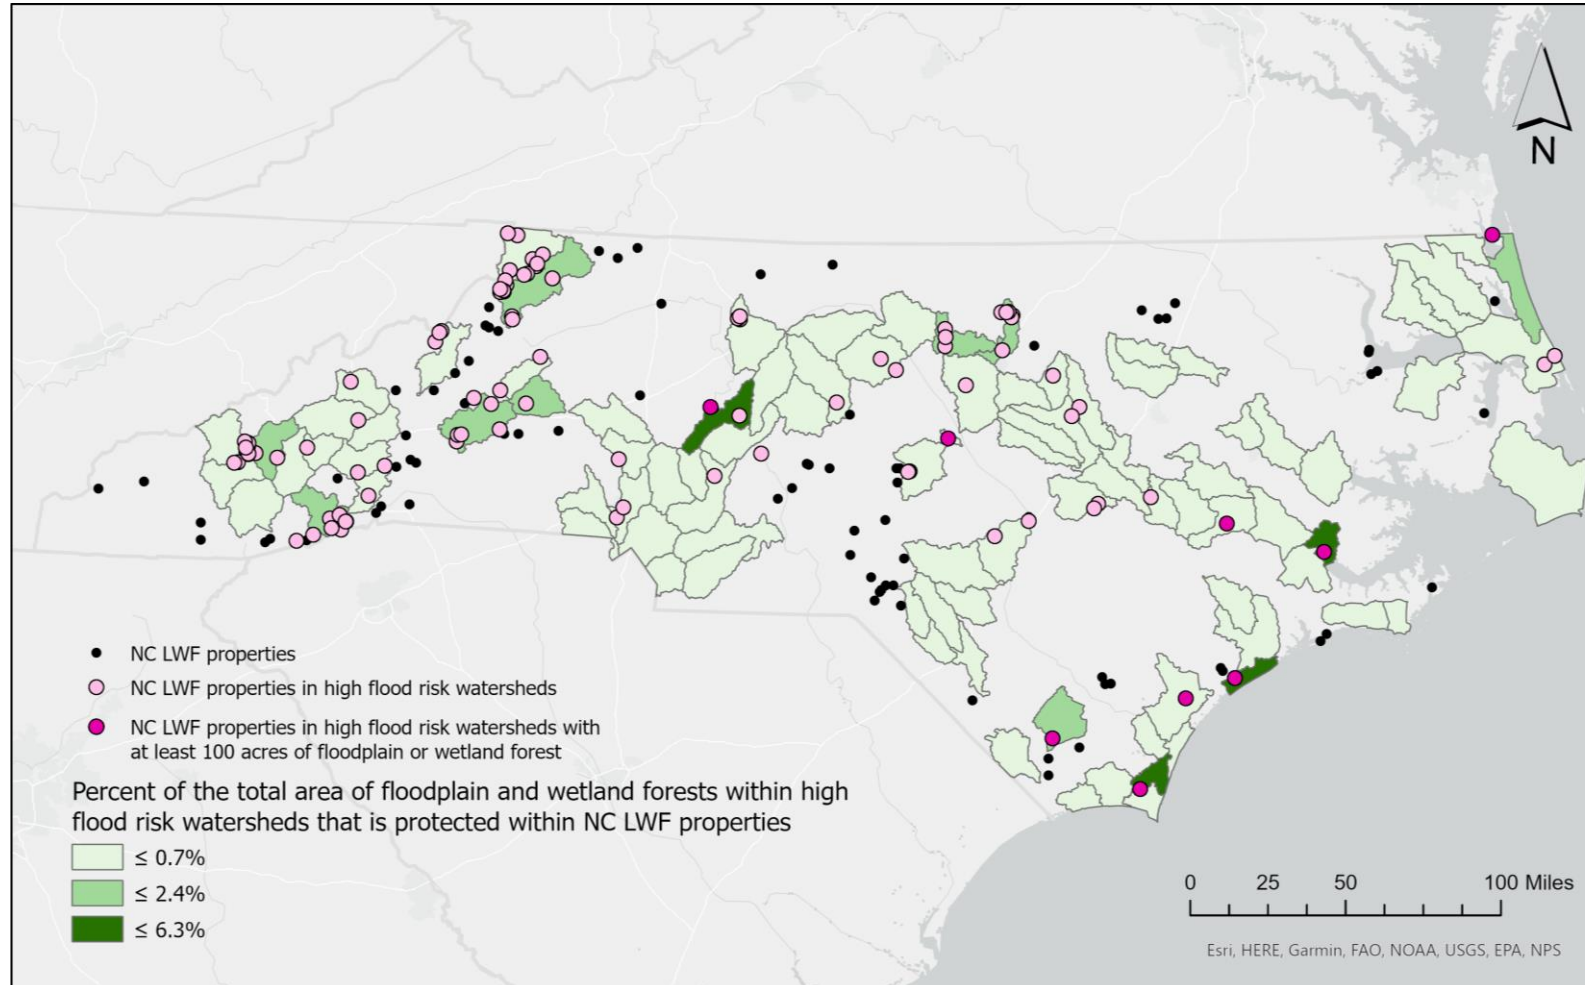 N
NC LWF properties
NC LWF properties in high flood risk watersheds
NC LWF properties in high flood risk watersheds with
at least 100 acres of floodplain or wetland forest
Percent of the total area of floodplain and wetland forests within high
flood risk watersheds that is protected within NC LWF properties
≤ 0.7%
≤ 2.4%
≤ 6.3%
0 25 50 100 Miles
Esri, HERE, Garmin, FAO, NOAA, USGS, EPA, NPS